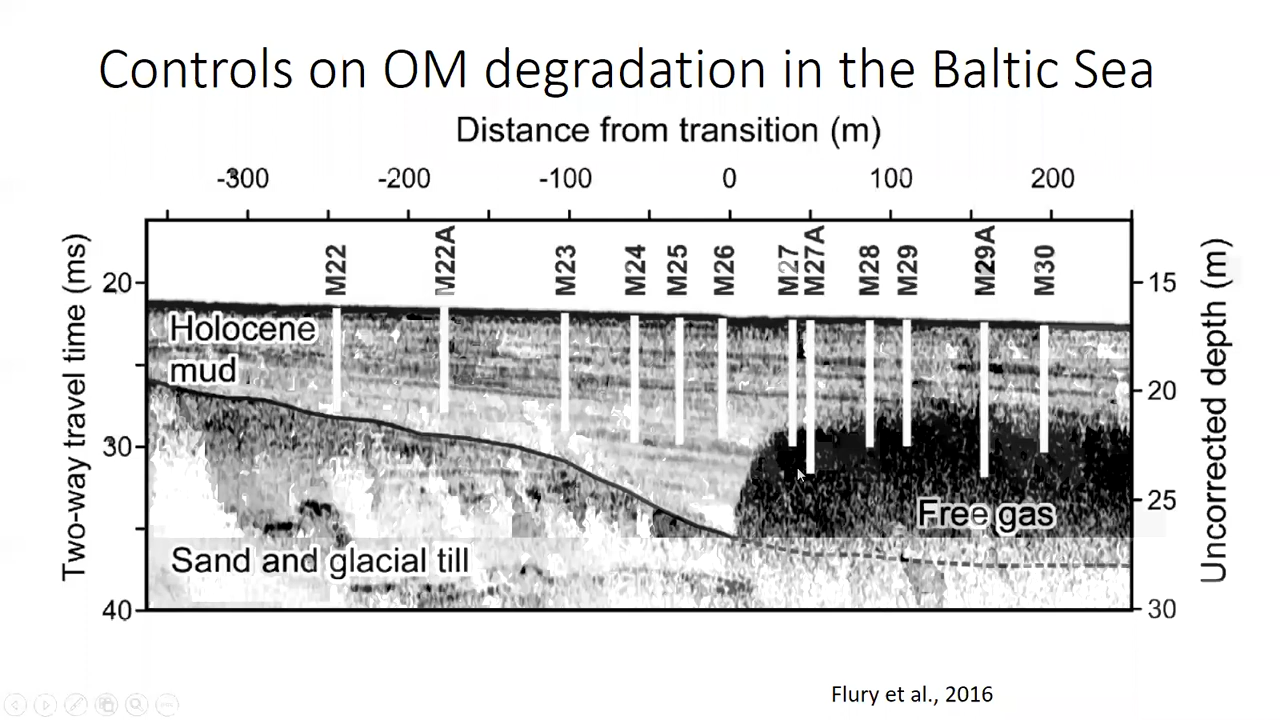 Controls on OM degradation in the Baltic Sea
Distance from transition (m)
-300 -200 -100 0 100 200
M22 M22A M23 M24 M25 M26 M27 M27A M28 M29 M29A M30
Two-way travel time (ms)
20
30
40
Holocene
mud
Sand and glacial till
Free gas
15
20
25
30
Uncorrected depth (m)
Flury et al., 2016